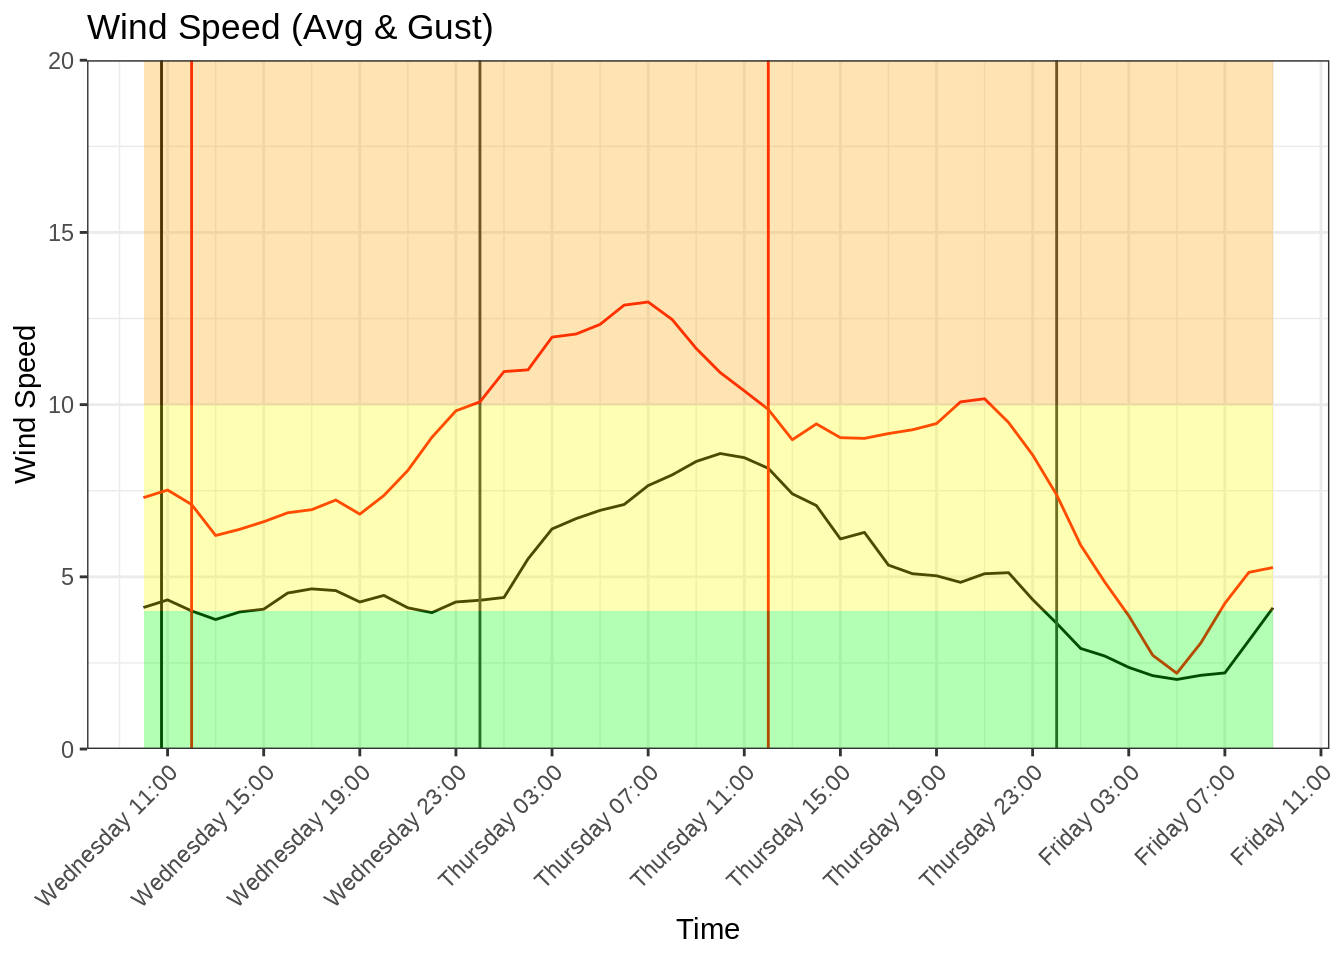 Wind Speed (Avg & Gust)
20
15
10
5
0
Wind Speed
Wednesday 11:00
Wednesday 15:00
Wednesday 19:00
Wednesday 23:00
Thursday 03:00
Thursday 07:00
Thursday 11:00
Thursday 15:00
Thursday 19:00
Thursday 23:00
Friday 03:00
Friday 07:00
Friday 11:00
Time